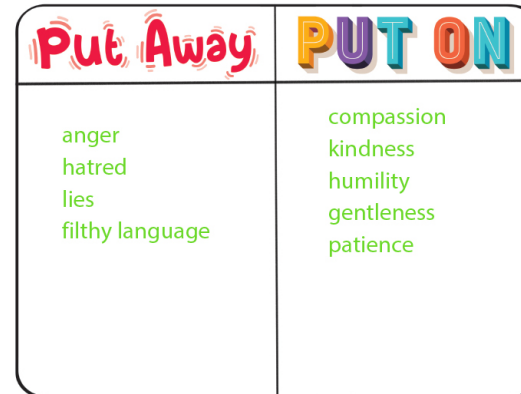 Put Away
PUT ON
anger
hatred
lies
filthy language
compassion
kindness
humility
gentleness
patience